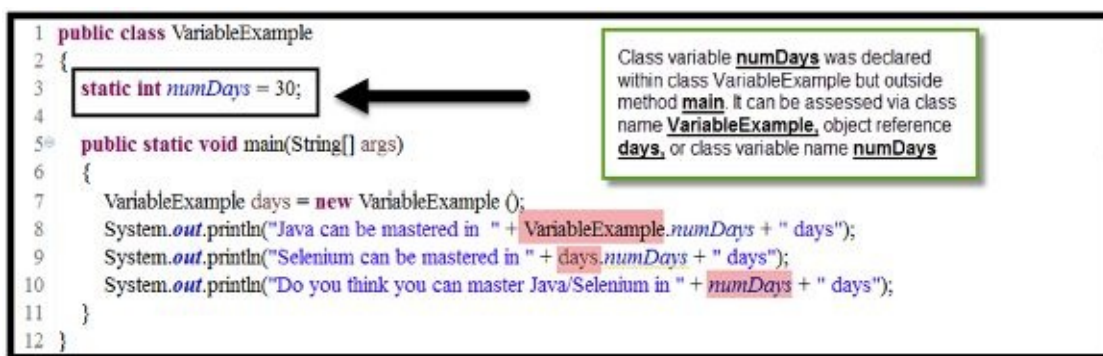 1 public class VariableExample
2 {
3 static int numDays = 30;
4
5 public static void main(String[] args)
6 {
7 VariableExample days = new VariableExample ();
8 System.out.println("Java can be mastered in  " + VariableExample.numDays + " days");
9 System.out.println("Selenium can be mastered in " + days.numDays + " days");
10 System.out.println("Do you think you can master Java/Selenium in " + numDays + " days");
11 }
12 }
Class variable numDays was declared
within class VariableExample but outside
method main. It can be assessed via class
name VariableExample, object reference
days, or class variable name numDays